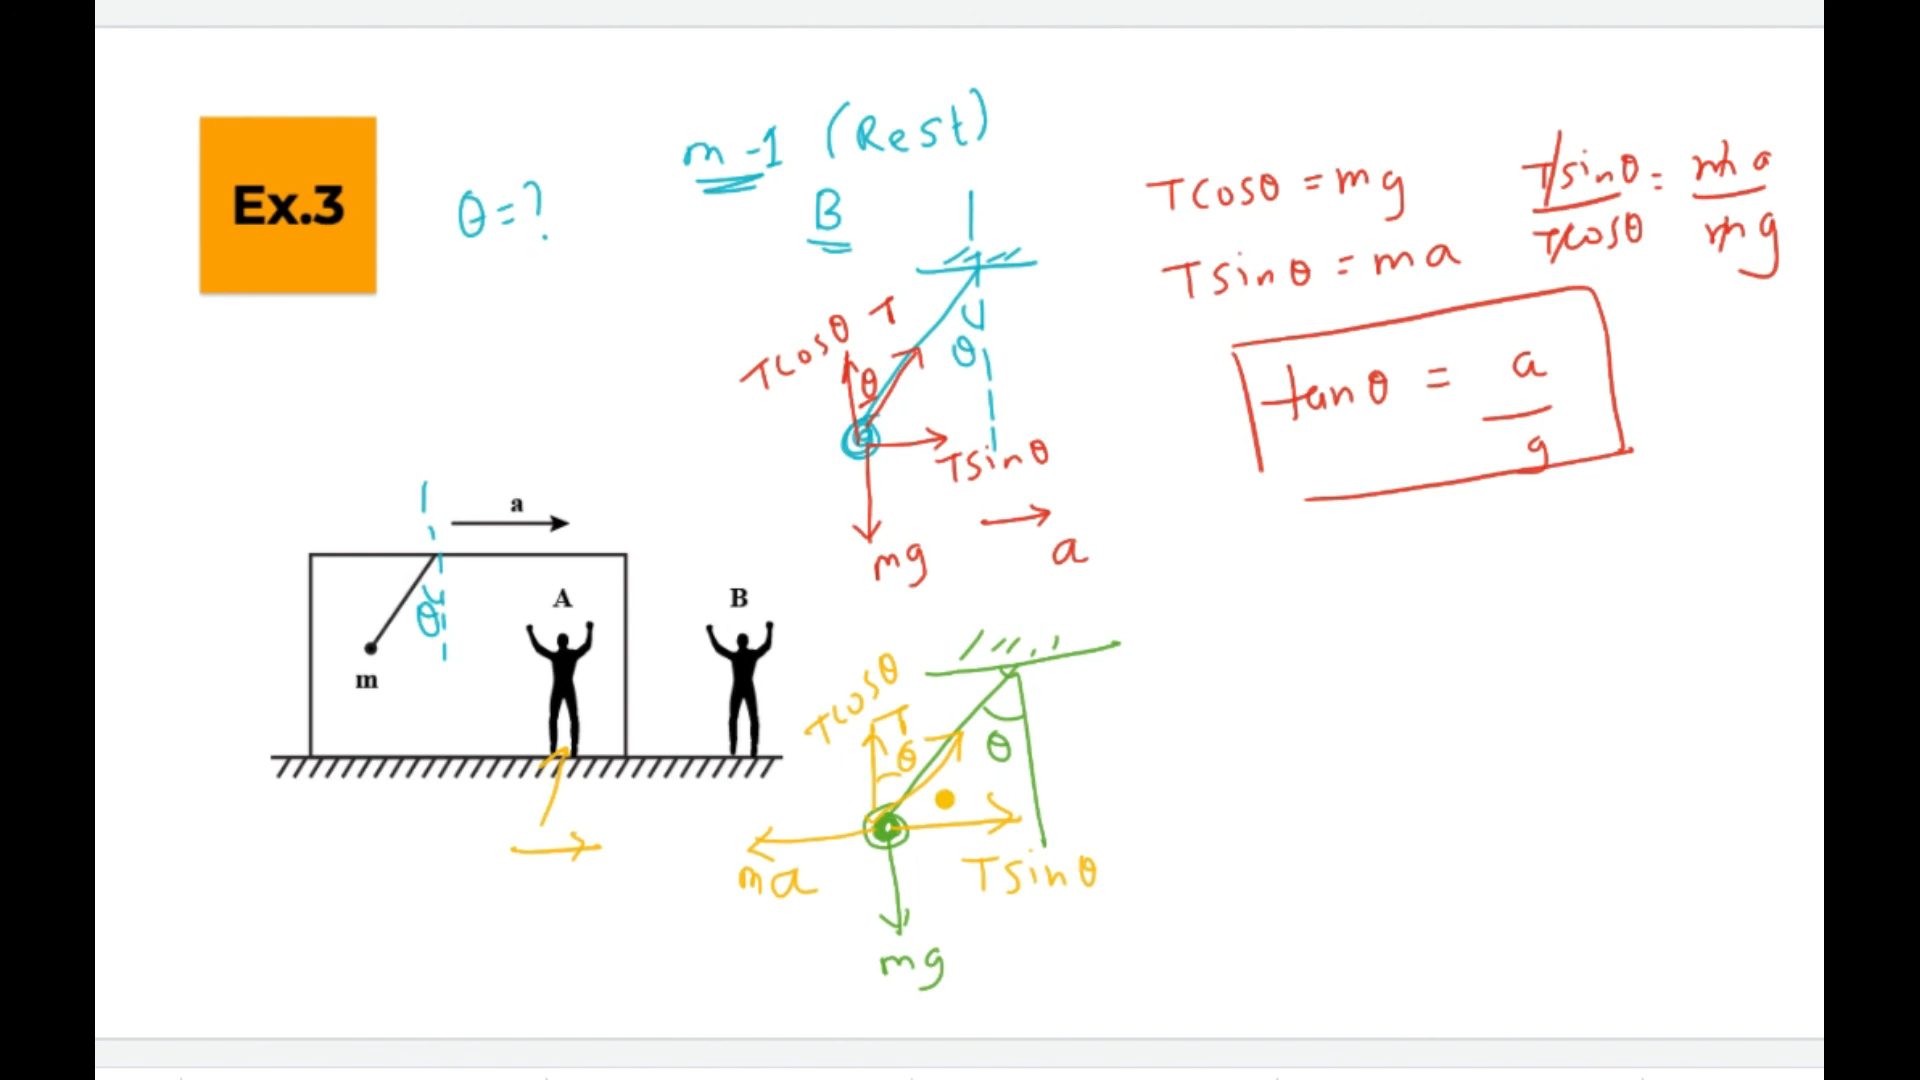 Ex.3
θ = ?
m-1 (Rest)
B
θ
T
Tcosθ
θ
Tsinθ
mg
a
Tcosθ = mg
Tsinθ = ma
Tsinθ = ma
Tcosθ mg
tanθ = a
g
a
θ
m
A
B
Tcosθ
T
θ
θ
ma
Tsinθ
mg